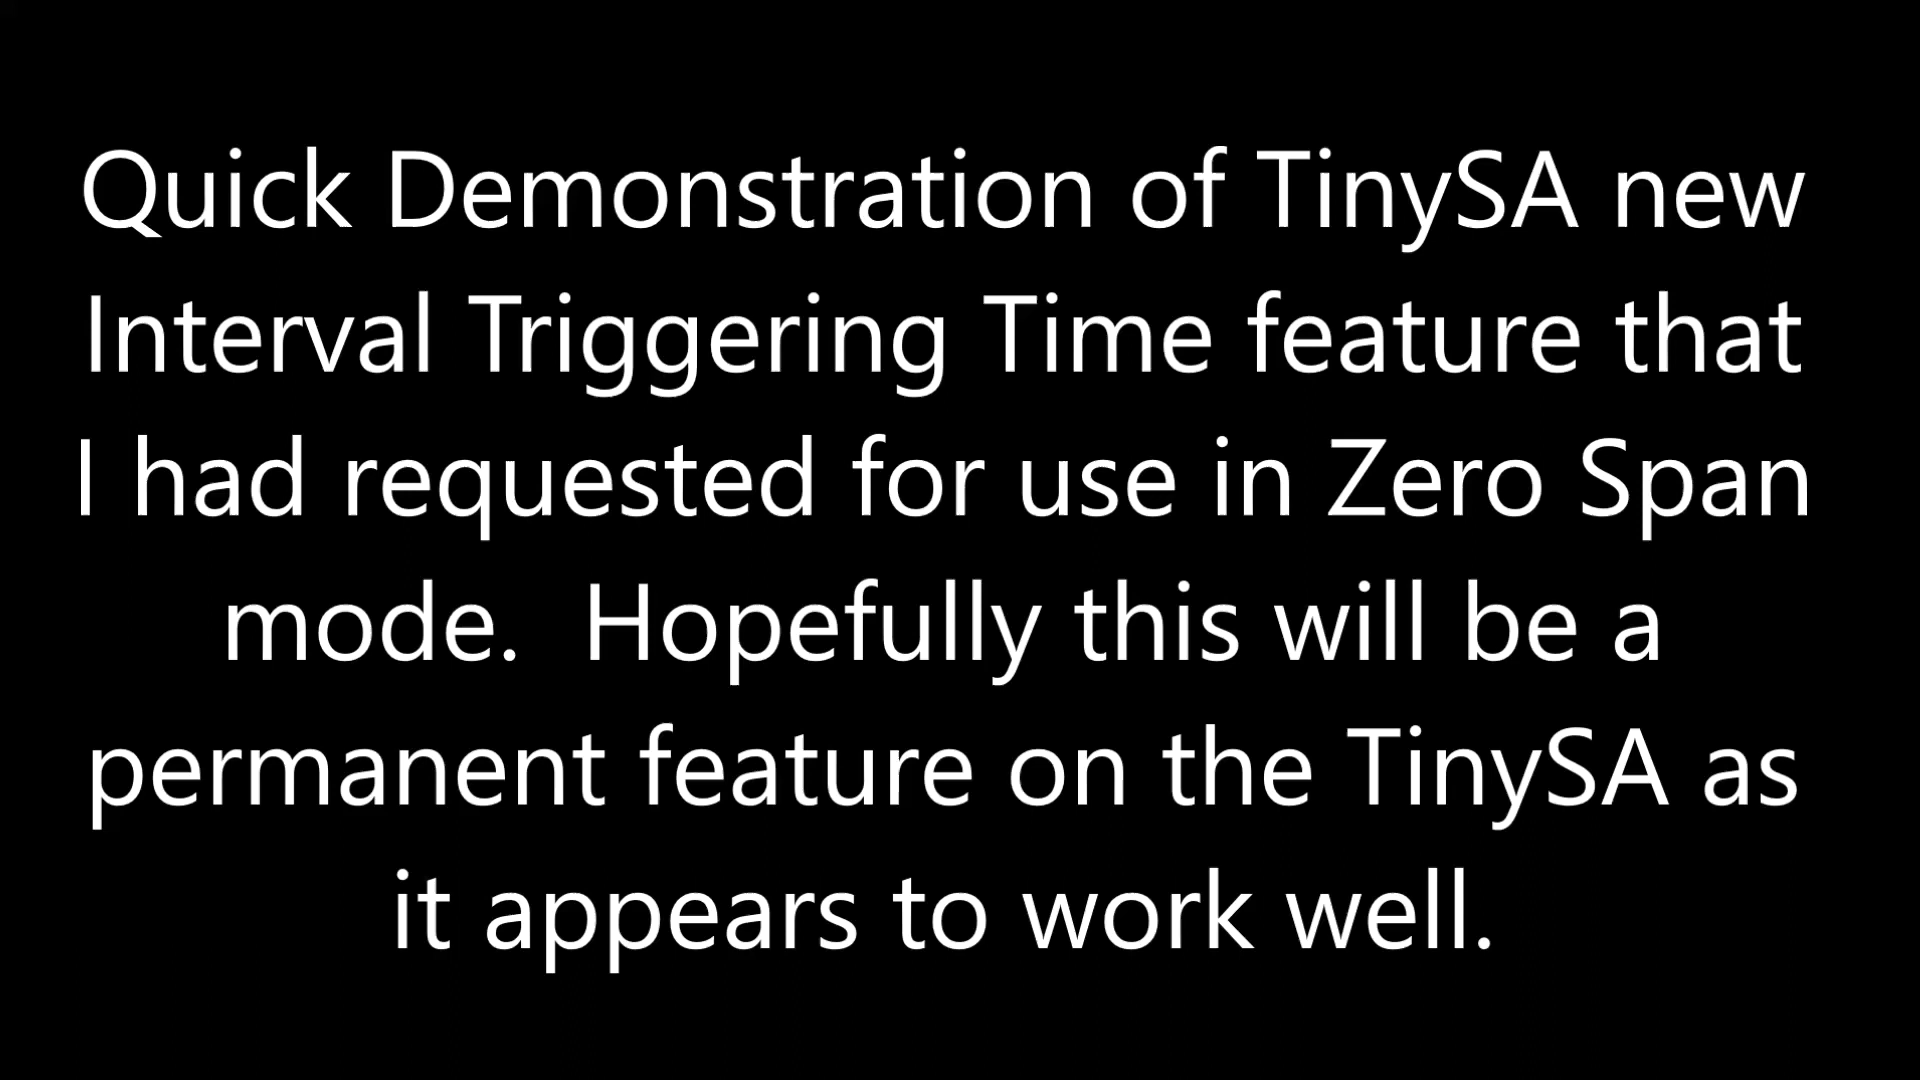 Quick Demonstration of TinySA new
Interval Triggering Time feature that
I had requested for use in Zero Span
mode.  Hopefully this will be a
permanent feature on the TinySA as
it appears to work well.